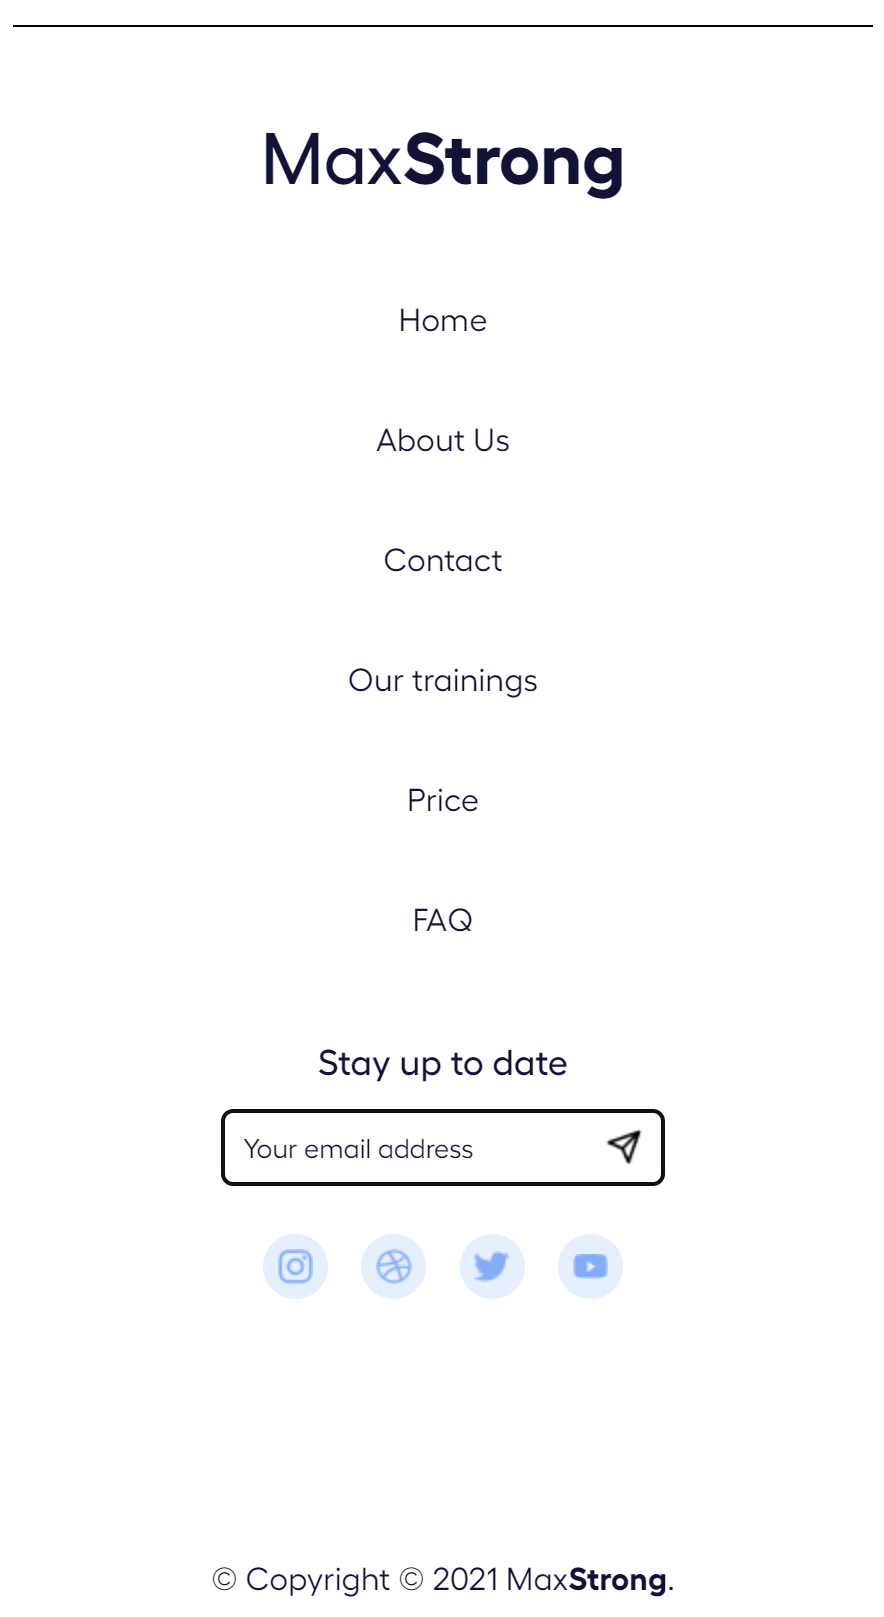 MaxStrong
Home
About Us
Contact
Our trainings
Price
FAQ
Stay up to date
Your email address
© Copyright © 2021 MaxStrong.